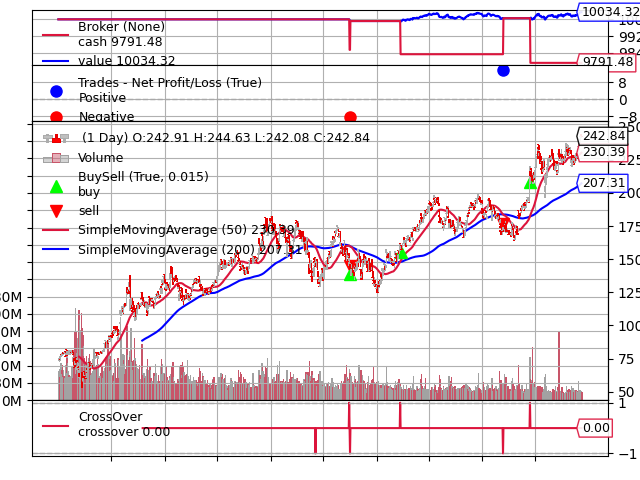 Broker (None)
cash 9791.48
value 10034.32
10034.32
9791.48
Trades - Net Profit/Loss (True)
Positive
Negative
8
0
−8
(1 Day) O:242.91 H:244.63 L:242.08 C:242.84
Volume
BuySell (True, 0.015)
buy
sell
SimpleMovingAverage (50) 230.39
SimpleMovingAverage (200) 207.31
242.84
230.39
207.31
200
175
150
125
100
75
50
0M
CrossOver
crossover 0.00
1
0.00
−1